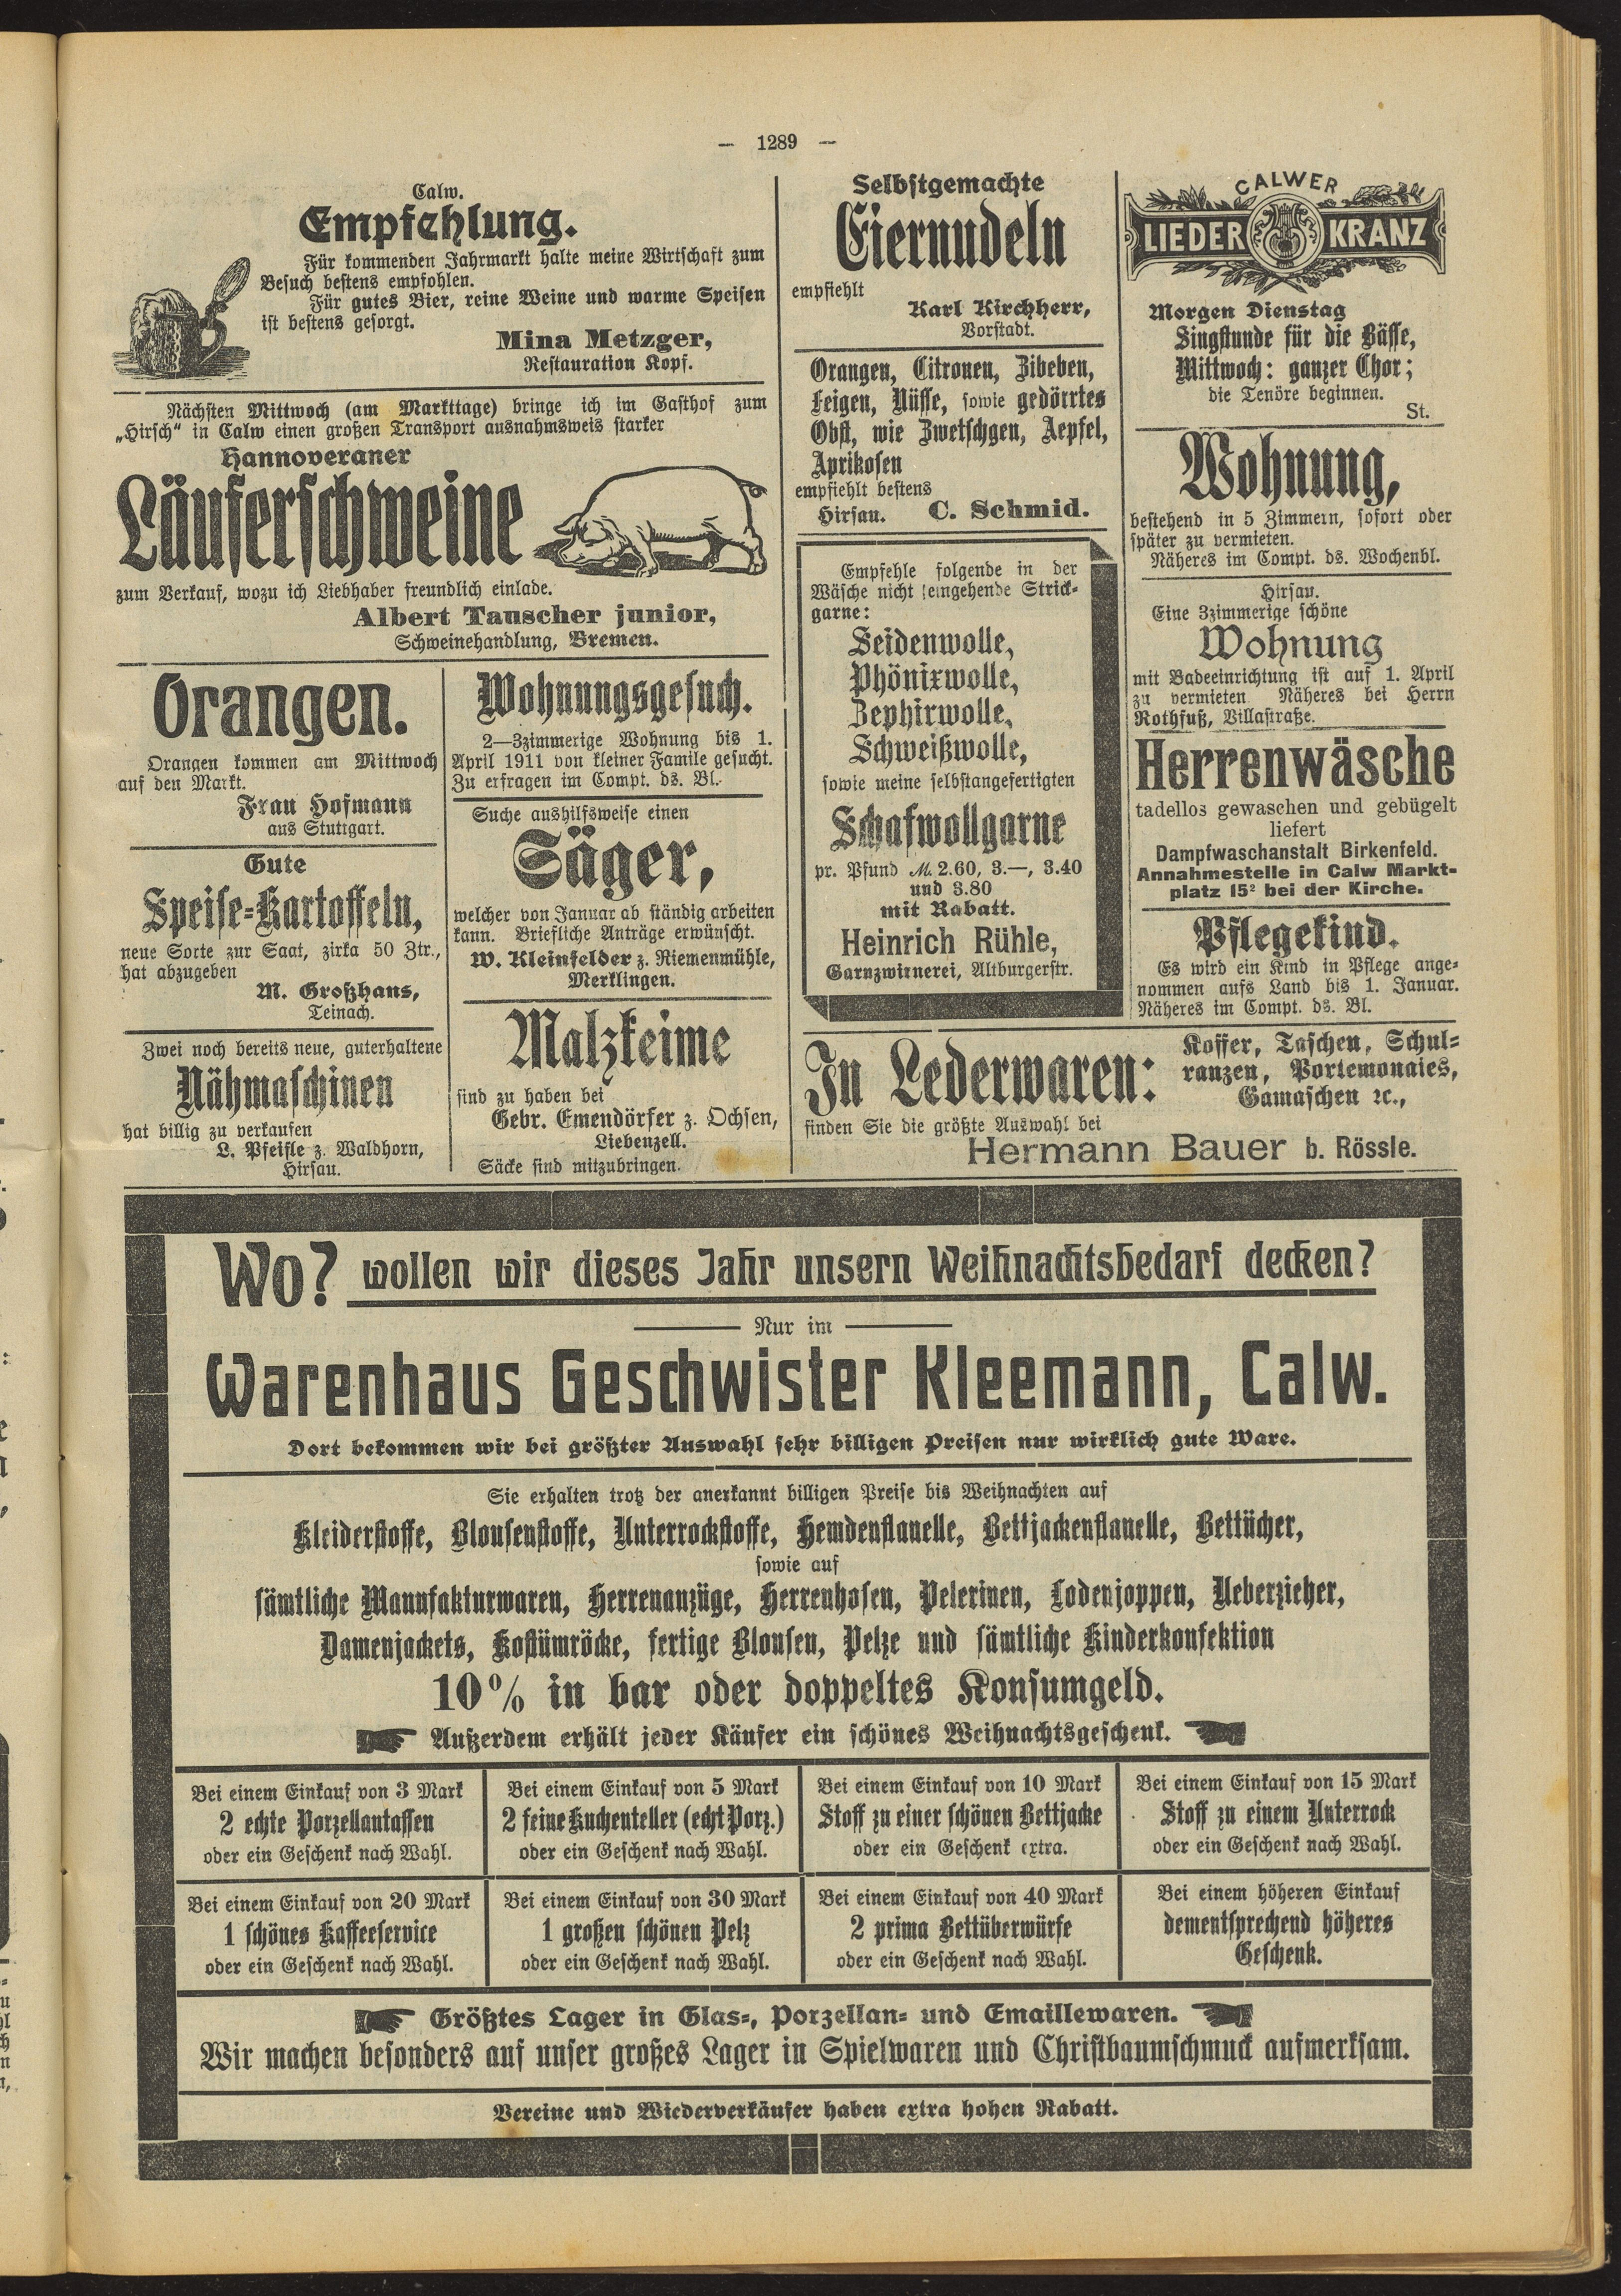 — 1289 —
Calw.
Empfehlung.
Für kommenden Jahrmarkt halte meine Wirtschaft zum
Besuch bestens empfohlen.
Für gutes Bier, reine Weine und warme Speisen
ist bestens gesorgt.
Mina Metzger,
Restauration Kopf.
Nächsten Mittwoch (am Markttage) bringe ich im Gasthof zum
„Hirsch“ in Calw einen großen Transport ausnahmsweis starker
Hannoveraner
Läuferschweine
zum Verkauf, wozu ich Liebhaber freundlich einlade.
Albert Tauscher junior,
Schweinehandlung, Bremen.
Orangen.
Orangen kommen am Mittwoch
auf den Markt.
Frau Hofmann
aus Stuttgart.
Gute
Speise-Kartoffeln,
neue Sorte zur Saat, zirka 50 Ztr.,
hat abzugeben
M. Großhans,
Teinach.
Zwei noch bereits neue, guterhaltene
Nähmaschinen
hat billig zu verkaufen
L. Pfeifle z. Waldhorn,
Hirsau.
Wohnungsgesuch.
2—3zimmerige Wohnung bis 1.
April 1911 von kleiner Famile gesucht.
Zu erfragen im Compt. ds. Bl.
Suche aushilfsweise einen
Säger,
welcher von Januar ab ständig arbeiten
kann. Briefliche Anträge erwünscht.
W. Kleinfelder z. Riemenmühle,
Merklingen.
Malzkeime
sind zu haben bei
Gebr. Emendörfer z. Ochsen,
Liebenzell.
Säcke sind mitzubringen.
Selbstgemachte
Eiernudeln
empfiehlt
Karl Kirchherr,
Vorstadt.
Orangen, Citronen, Zibeben,
Feigen, Nüsse, sowie gedörrtes
Obst, wie Zwetschgen, Aepfel,
Aprikosen
empfiehlt bestens
Hirsau. C. Schmid.
Empfehle folgende in der
Wäsche nicht eingehende Strick-
garne:
Seidenwolle,
Phönixwolle,
Zephirwolle,
Schweißwolle,
sowie meine selbstangefertigten
Schafwollgarne
pr. Pfund M. 2.60, 3.—, 3.40
und 3.80
mit Rabatt.
Heinrich Rühle,
Garnzwirnerei, Altburgerstr.
CALWER
LIEDER KRANZ
Morgen Dienstag
Singstunde für die Bässe,
Mittwoch: ganzer Chor;
die Tenöre beginnen.
St.
Wohnung,
bestehend in 5 Zimmern, sofort oder
später zu vermieten.
Näheres im Compt. ds. Wochenbl.
Hirsau.
Eine 3zimmerige schöne
Wohnung
mit Badeeinrichtung ist auf 1. April
zu vermieten Näheres bei Herrn
Rothfuß, Villastraße.
Herrenwäsche
tadellos gewaschen und gebügelt
liefert
Dampfwaschanstalt Birkenfeld.
Annahmestelle in Calw Markt-
platz 15² bei der Kirche.
Pflegekind.
Es wird ein Kind in Pflege ange-
nommen aufs Land bis 1. Januar.
Näheres im Compt. ds. Bl.
In Lederwaren:
Koffer, Taschen, Schul-
ranzen, Portemonaies,
Gamaschen ꝛc.,
finden Sie die größte Auswahl bei
Hermann Bauer b. Rössle.
Wo? wollen wir dieses Jahr unsern Weihnachtsbedarf decken?
Nur im
Warenhaus Geschwister Kleemann, Calw.
Dort bekommen wir bei größter Auswahl sehr billigen Preisen nur wirklich gute Ware.
Sie erhalten trotz der anerkannt billigen Preise bis Weihnachten auf
Kleiderstoffe, Blousenstoffe, Unterrockstoffe, Hemdenflanelle, Bettjackenflanelle, Bettücher,
sowie auf
sämtliche Manufakturwaren, Herrenanzüge, Herrenhosen, Pelerinen, Lodenjoppen, Ueberzieher,
Damenjackets, Kostümröcke, fertige Blousen, Pelze und sämtliche Kinderkonfektion
10% in bar oder doppeltes Konsumgeld.
Außerdem erhält jeder Käufer ein schönes Weihnachtsgeschenk.
Bei einem Einkauf von 3 Mark
2 echte Porzellantassen
oder ein Geschenk nach Wahl.
Bei einem Einkauf von 5 Mark
2 feine Kuchenteller (echt Porz.)
oder ein Geschenk nach Wahl.
Bei einem Einkauf von 10 Mark
Stoff zu einer schönen Bettjacke
oder ein Geschenk extra.
Bei einem Einkauf von 15 Mark
Stoff zu einem Unterrock
oder ein Geschenk nach Wahl.
Bei einem Einkauf von 20 Mark
1 schönes Kaffeeservice
oder ein Geschenk nach Wahl.
Bei einem Einkauf von 30 Mark
1 großen schönen Pelz
oder ein Geschenk nach Wahl.
Bei einem Einkauf von 40 Mark
2 prima Bettüberwürfe
oder ein Geschenk nach Wahl.
Bei einem höheren Einkauf
dementsprechend höheres
Geschenk.
Größtes Lager in Glas-, Porzellan- und Emaillewaren.
Wir machen besonders auf unser großes Lager in Spielwaren und Christbaumschmuck aufmerksam.
Vereine und Wiederverkäufer haben extra hohen Rabatt.